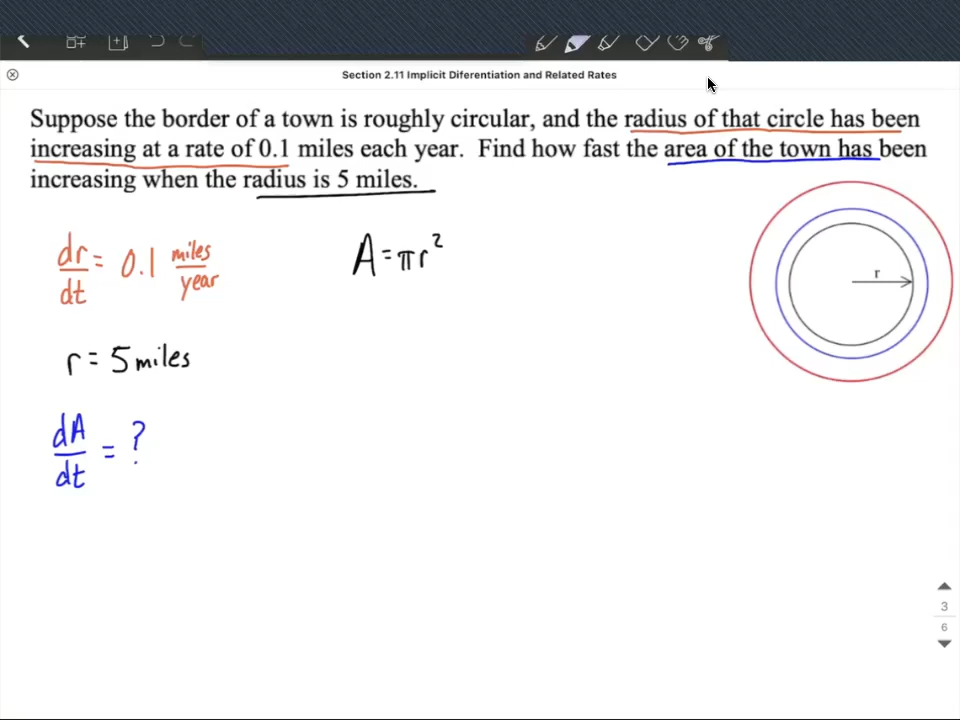 Section 2.11 Implicit Diferentiation and Related Rates
Suppose the border of a town is roughly circular, and the radius of that circle has been
increasing at a rate of 0.1 miles each year. Find how fast the area of the town has been
increasing when the radius is 5 miles.
dr/dt = 0.1 miles/year
A = πr²
r
r = 5 miles
dA/dt = ?
3
6